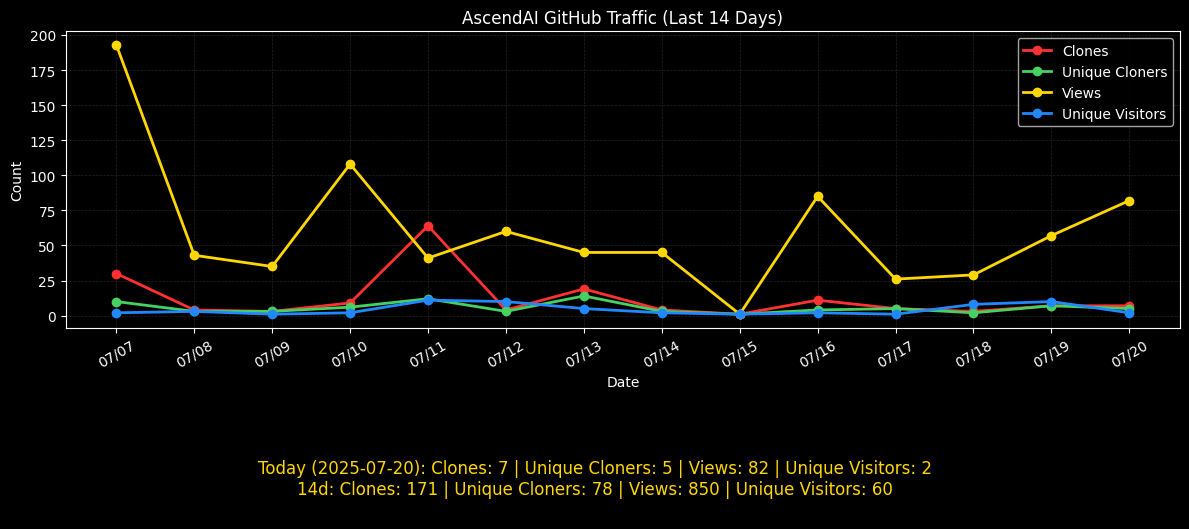 AscendAI GitHub Traffic (Last 14 Days)
Clones
Unique Cloners
Views
Unique Visitors
Count
200
175
150
125
100
75
50
25
0
07/07 07/08 07/09 07/10 07/11 07/12 07/13 07/14 07/15 07/16 07/17 07/18 07/19 07/20
Date
Today (2025-07-20): Clones: 7 | Unique Cloners: 5 | Views: 82 | Unique Visitors: 2
14d: Clones: 171 | Unique Cloners: 78 | Views: 850 | Unique Visitors: 60